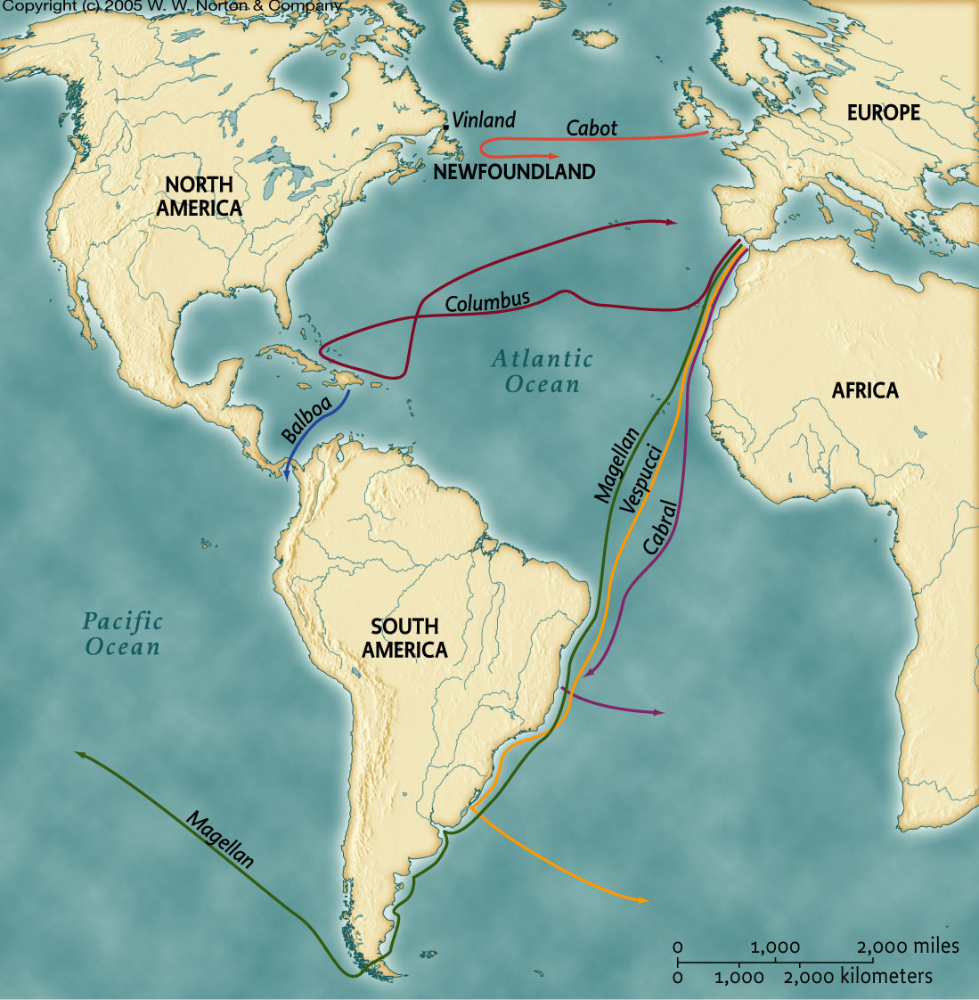 Copyright (c) 2005 W. W. Norton & Company
Vinland
Cabot
EUROPE
NEWFOUNDLAND
NORTH
AMERICA
Columbus
Atlantic
Ocean
AFRICA
Balboa
Magellan
Vespucci
Cabral
Pacific
Ocean
SOUTH
AMERICA
Magellan
0 1,000 2,000 miles
0 1,000 2,000 kilometers